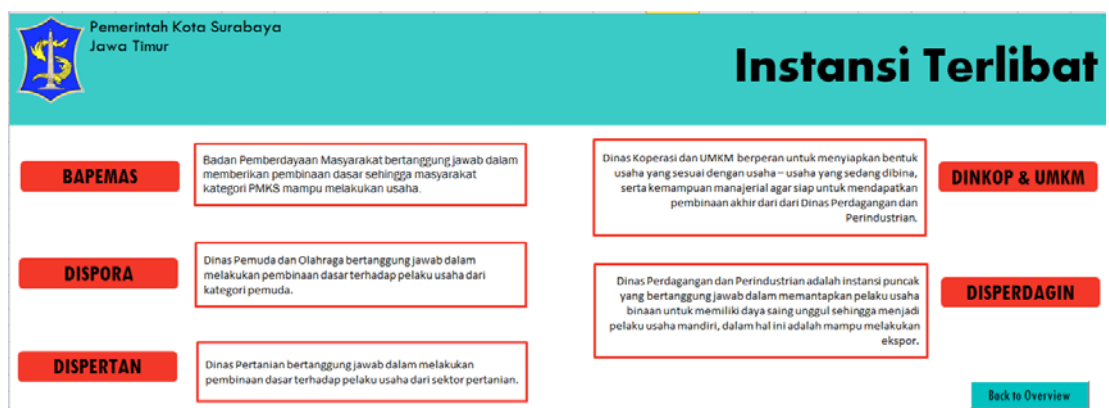 Pemerintah Kota Surabaya
Jawa Timur
Instansi Terlibat
BAPEMAS
Badan Pemberdayaan Masyarakat bertanggung jawab dalam
memberikan pembinaan dasar sehingga masyarakat
kategori PMKS mampu melakukan usaha.
DISPORA
Dinas Pemuda dan Olahraga bertanggung jawab dalam
melakukan pembinaan dasar terhadap pelaku usaha dari
kategori pemuda.
DISPERTAN
Dinas Pertanian bertanggung jawab dalam melakukan
pembinaan dasar terhadap pelaku usaha dari sektor pertanian.
Dinas Koperasi dan UMKM berperan untuk menyiapkan bentuk
usaha yang sesuai dengan usaha – usaha yang sedang dibina,
serta kemampuan manajerial agar siap untuk mendapatkan
pembinaan akhir dari dari Dinas Perdagangan dan
Perindustrian.
DINKOP & UMKM
Dinas Perdagangan dan Perindustrian adalah instansi puncak
yang bertanggung jawab dalam memantapkan pelaku usaha
binaan untuk memiliki daya saing unggul sehingga menjadi
pelaku usaha mandiri, dalam hal ini adalah mampu melakukan
ekspor.
DISPERDAGIN
Back to Overview